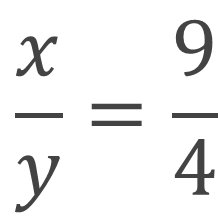 x/y = 9/4